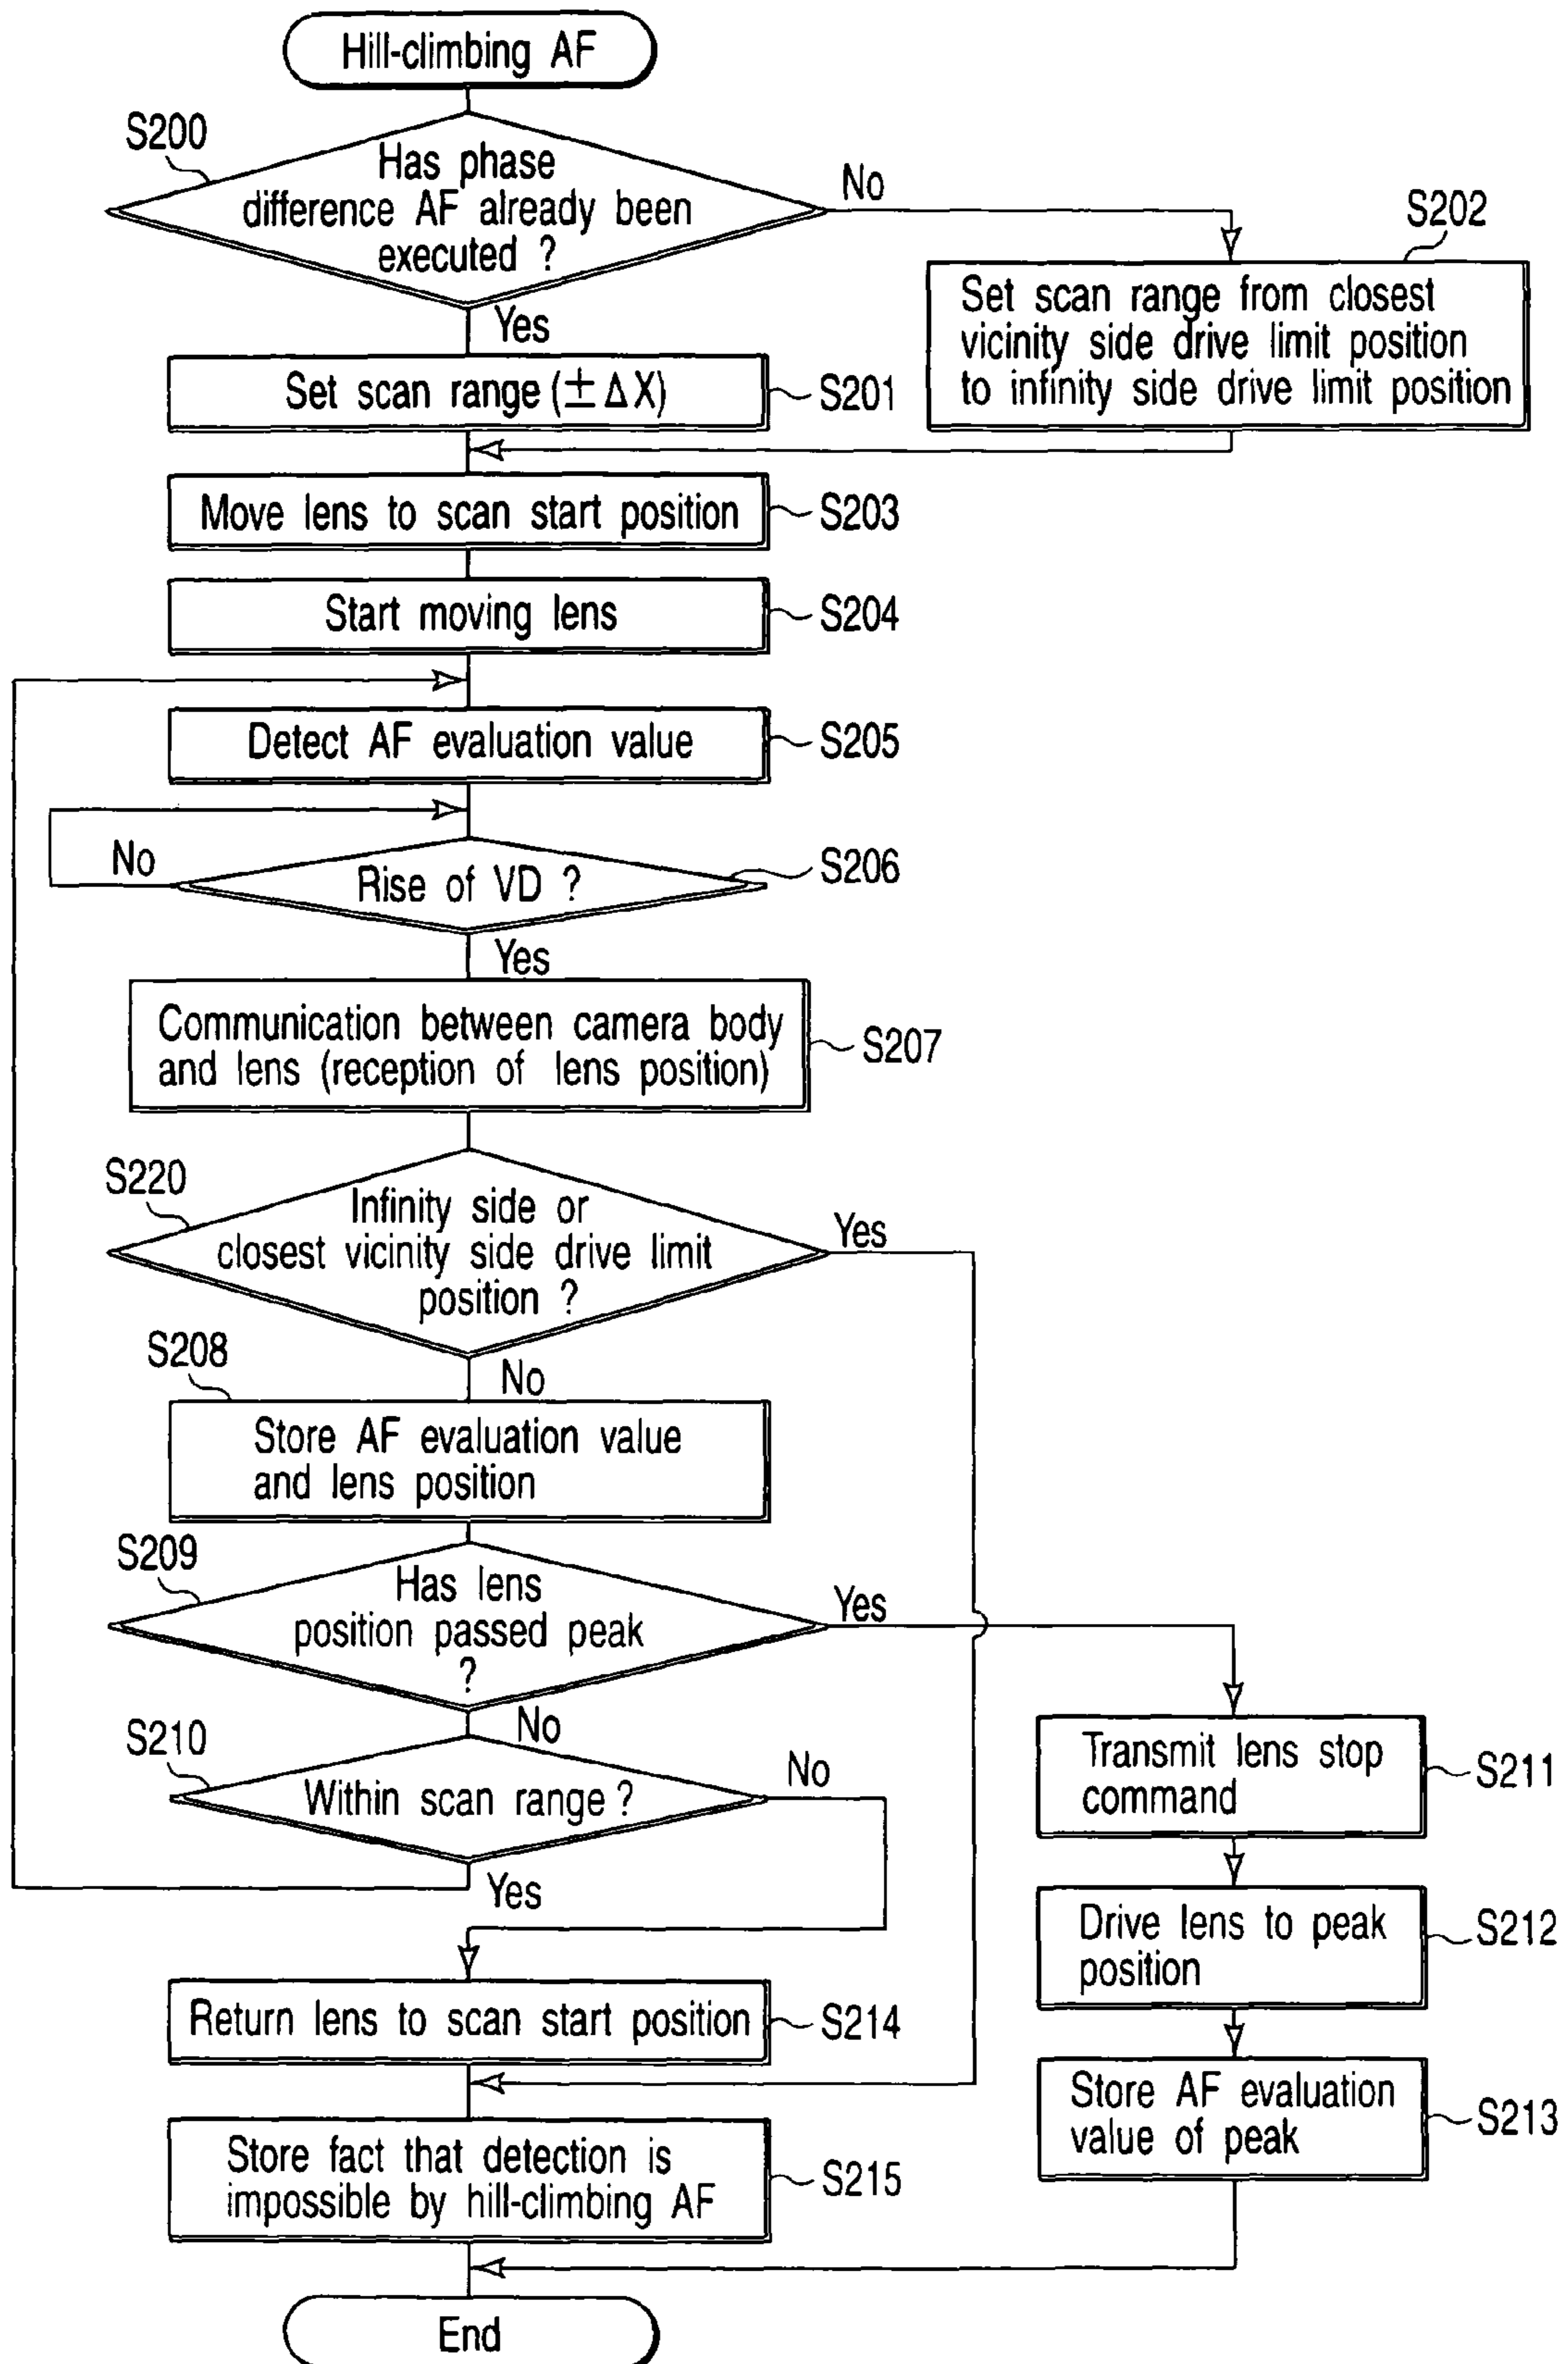 Hill-climbing AF
S200
Has phase
difference AF already been
executed ?
No
S202
Set scan range from closest
vicinity side drive limit position
to infinity side drive limit position
Yes
Set scan range (±ΔX)
S201
Move lens to scan start position
S203
Start moving lens
S204
Detect AF evaluation value
S205
No
Rise of VD ?
S206
Yes
Communication between camera body
and lens (reception of lens position)
S207
S220
Infinity side or
closest vicinity side drive limit
position ?
Yes
No
S208
Store AF evaluation value
and lens position
S209
Has lens
position passed peak
?
Yes
No
S210
Within scan range ?
No
Yes
Transmit lens stop
command
S211
Drive lens to peak
position
S212
Return lens to scan start position
S214
Store AF evaluation
value of peak
S213
Store fact that detection is
impossible by hill-climbing AF
S215
End